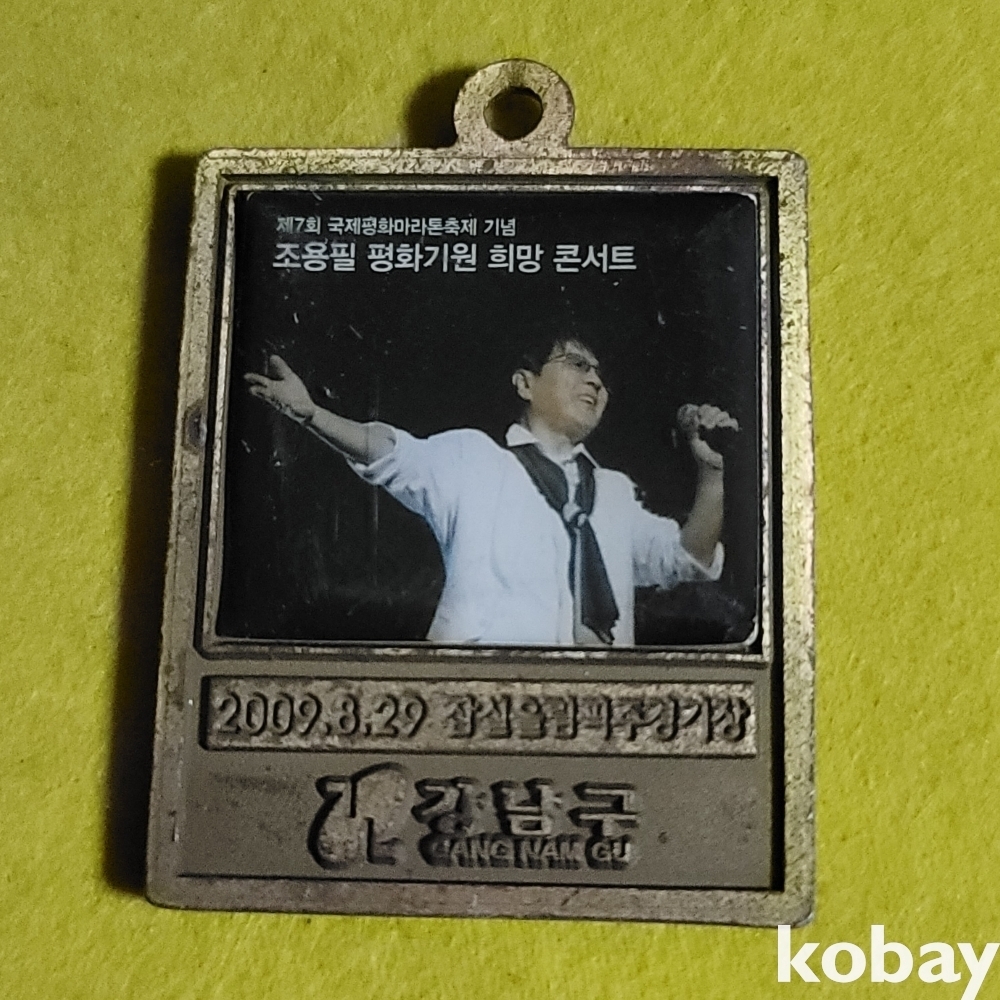 제7회 국제평화마라톤축제 기념
조용필 평화기원 희망 콘서트
2009.8.29 잠실올림픽주경기장
강남구
GANG NAM GU
kobay